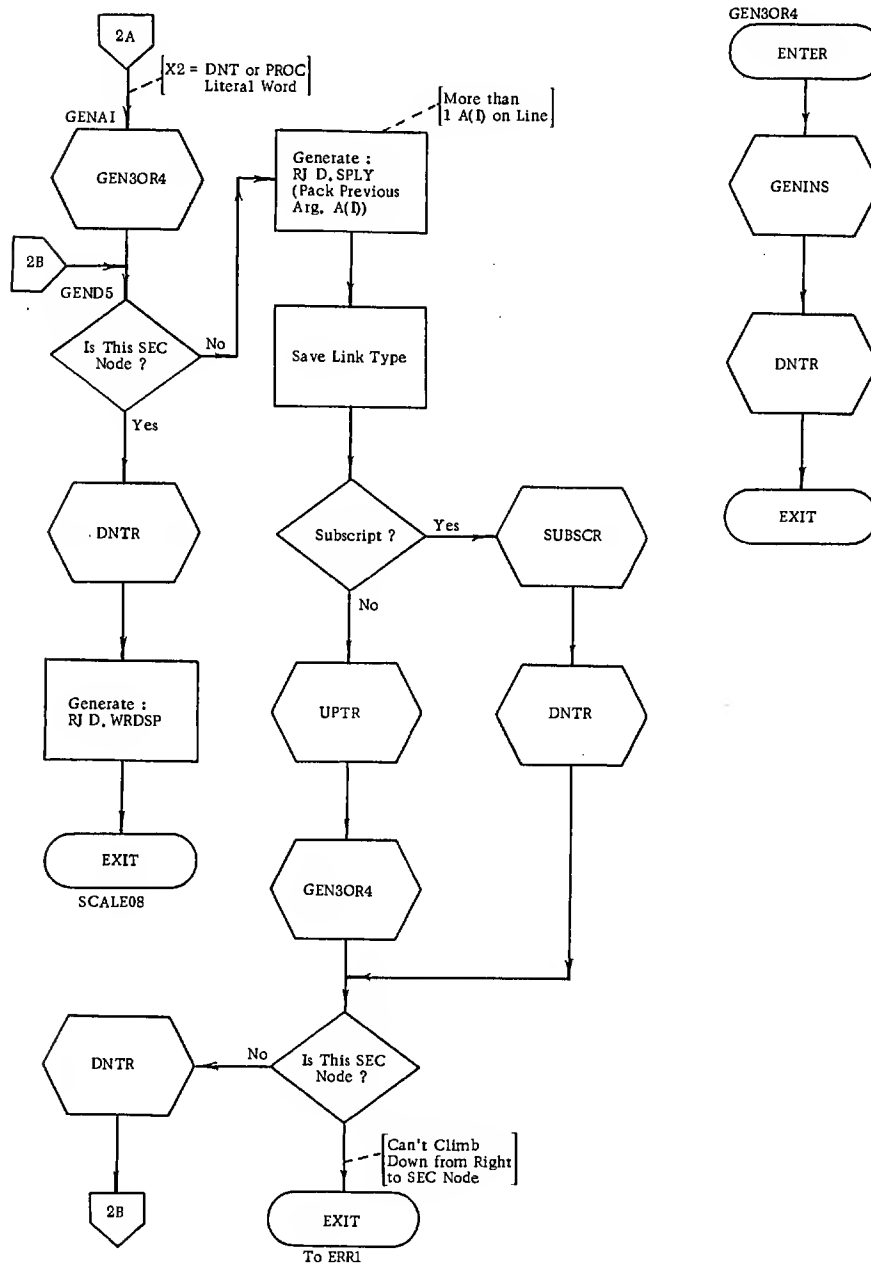 2A
X2 = DNT or PROC
Literal Word
GENAI
GEN3OR4
2B
GEND5
Is This SEC
Node ?
No
Yes
DNTR
Generate :
RJ D. WRDSP
EXIT
SCALE08
More than
1 A(I) on Line
Generate :
RJ D. SPLY
(Pack Previous
Arg. A(I))
Save Link Type
Subscript ?
Yes
No
SUBSCR
DNTR
UPTR
GEN3OR4
Is This SEC
Node ?
No
DNTR
2B
Can't Climb
Down from Right
to SEC Node
EXIT
To ERR1
GEN3OR4
ENTER
GENINS
DNTR
EXIT